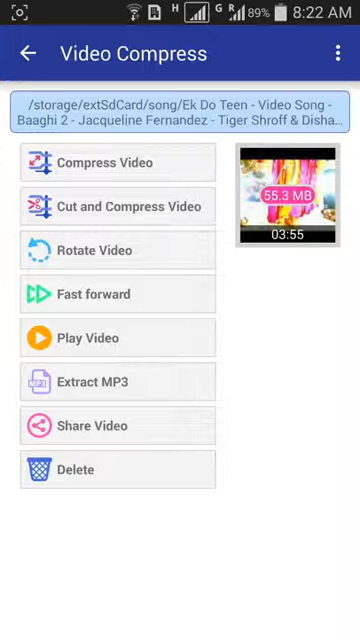 H G R 89% 8:22 AM
Video Compress
/storage/extSdCard/song/Ek Do Teen - Video Song -
Baaghi 2 - Jacqueline Fernandez - Tiger Shroff & Disha...
Compress Video
55.3 MB
03:55
Cut and Compress Video
Rotate Video
Fast forward
Play Video
MP3 Extract MP3
Share Video
Delete